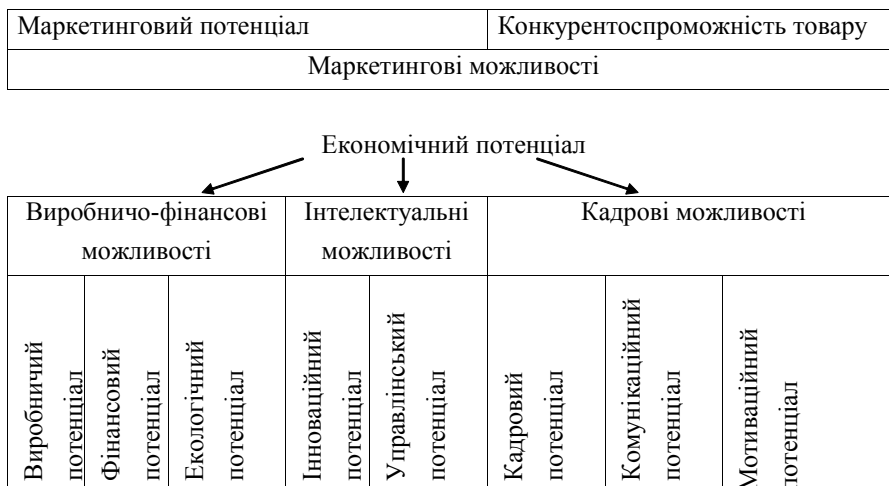 Маркетинговий потенціал
Конкурентоспроможність товару
Маркетингові можливості
Економічний потенціал
Виробничо-фінансові
можливості
Інтелектуальні
можливості
Кадрові можливості
Виробничий
потенціал
Фінансовий
потенціал
Екологічний
потенціал
Інноваційний
потенціал
Управлінський
потенціал
Кадровий
потенціал
Комунікаційний
потенціал
Мотиваційний
потенціал